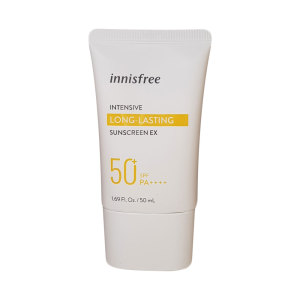 innisfree
INTENSIVE
LONG-LASTING
SUNSCREEN EX
50+ SPF
PA++++
1.69 Fl. Oz. / 50 mL